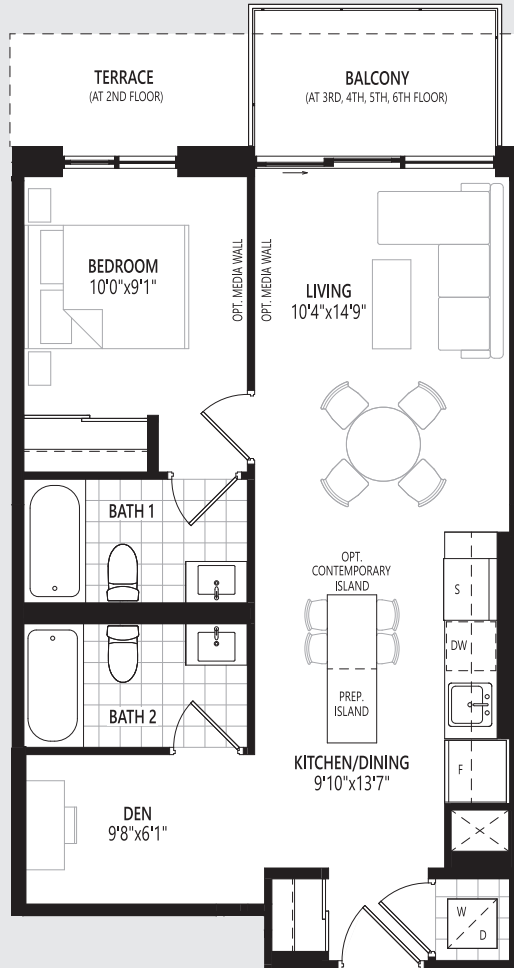 TERRACE
(AT 2ND FLOOR)
BALCONY
(AT 3RD, 4TH, 5TH, 6TH FLOOR)
BEDROOM
10'0"x9'1"
OPT. MEDIA WALL
OPT. MEDIA WALL
LIVING
10'4"x14'9"
BATH 1
OPT.
CONTEMPORARY
ISLAND
S
DW
PREP.
ISLAND
BATH 2
KITCHEN/DINING
9'10"x13'7"
F
DEN
9'8"x6'1"
W
D